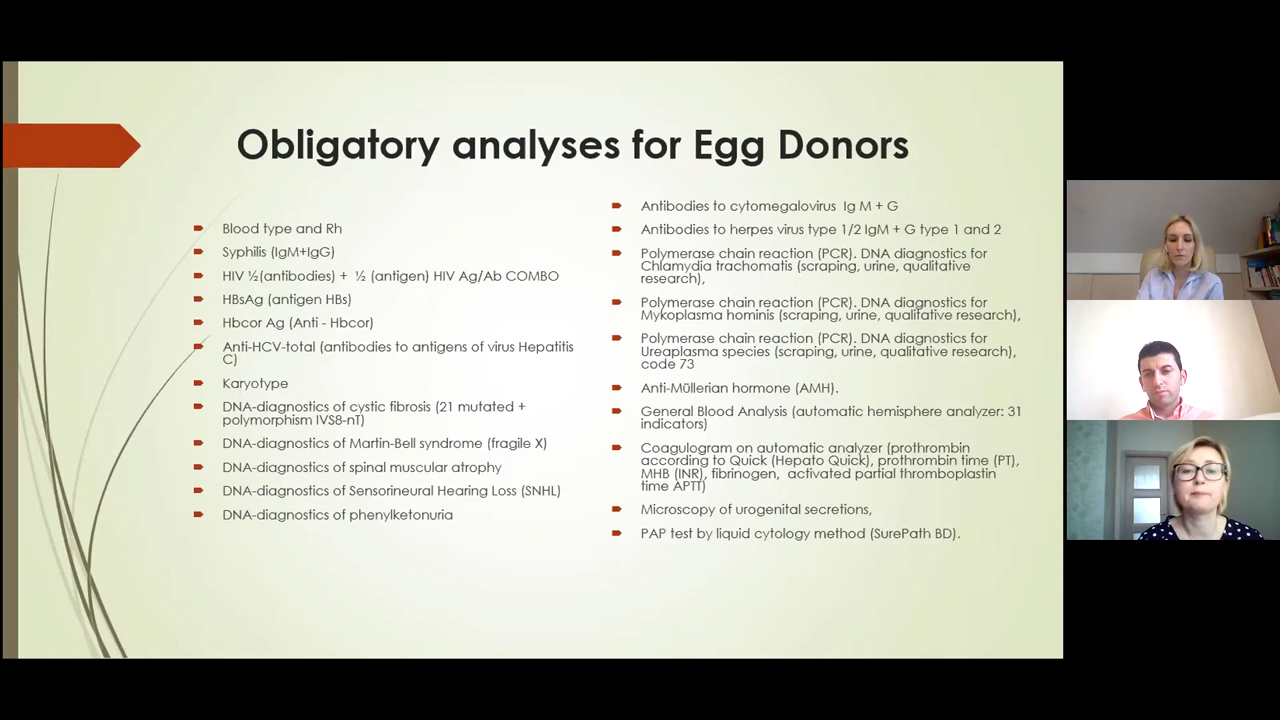 Obligatory analyses for Egg Donors
Blood type and Rh
Syphilis (IgM+IgG)
HIV ½(antibodies) + ½ (antigen) HIV Ag/Ab COMBO
HBsAg (antigen HBs)
Hbcor Ag (Anti - Hbcor)
Anti-HCV-total (antibodies to antigens of virus Hepatitis
C)
Karyotype
DNA-diagnostics of cystic fibrosis (21 mutated +
polymorphism IVS8-nT)
DNA-diagnostics of Martin-Bell syndrome (fragile X)
DNA-diagnostics of spinal muscular atrophy
DNA-diagnostics of Sensorineural Hearing Loss (SNHL)
DNA-diagnostics of phenylketonuria
Antibodies to cytomegalovirus Ig M + G
Antibodies to herpes virus type 1/2 IgM + G type 1 and 2
Polymerase chain reaction (PCR). DNA diagnostics for
Chlamydia trachomatis (scraping, urine, qualitative
research),
Polymerase chain reaction (PCR). DNA diagnostics for
Mykoplasma hominis (scraping, urine, qualitative research),
Polymerase chain reaction (PCR). DNA diagnostics for
Ureaplasma species (scraping, urine, qualitative research),
code 73
Anti-Müllerian hormone (AMH).
General Blood Analysis (automatic hemisphere analyzer: 31
indicators)
Coagulogram on automatic analyzer (prothrombin
according to Quick (Hepato Quick), prothrombin time (PT),
MHB (INR), fibrinogen, activated partial thromboplastin
time APTT)
Microscopy of urogenital secretions,
PAP test by liquid cytology method (SurePath BD).